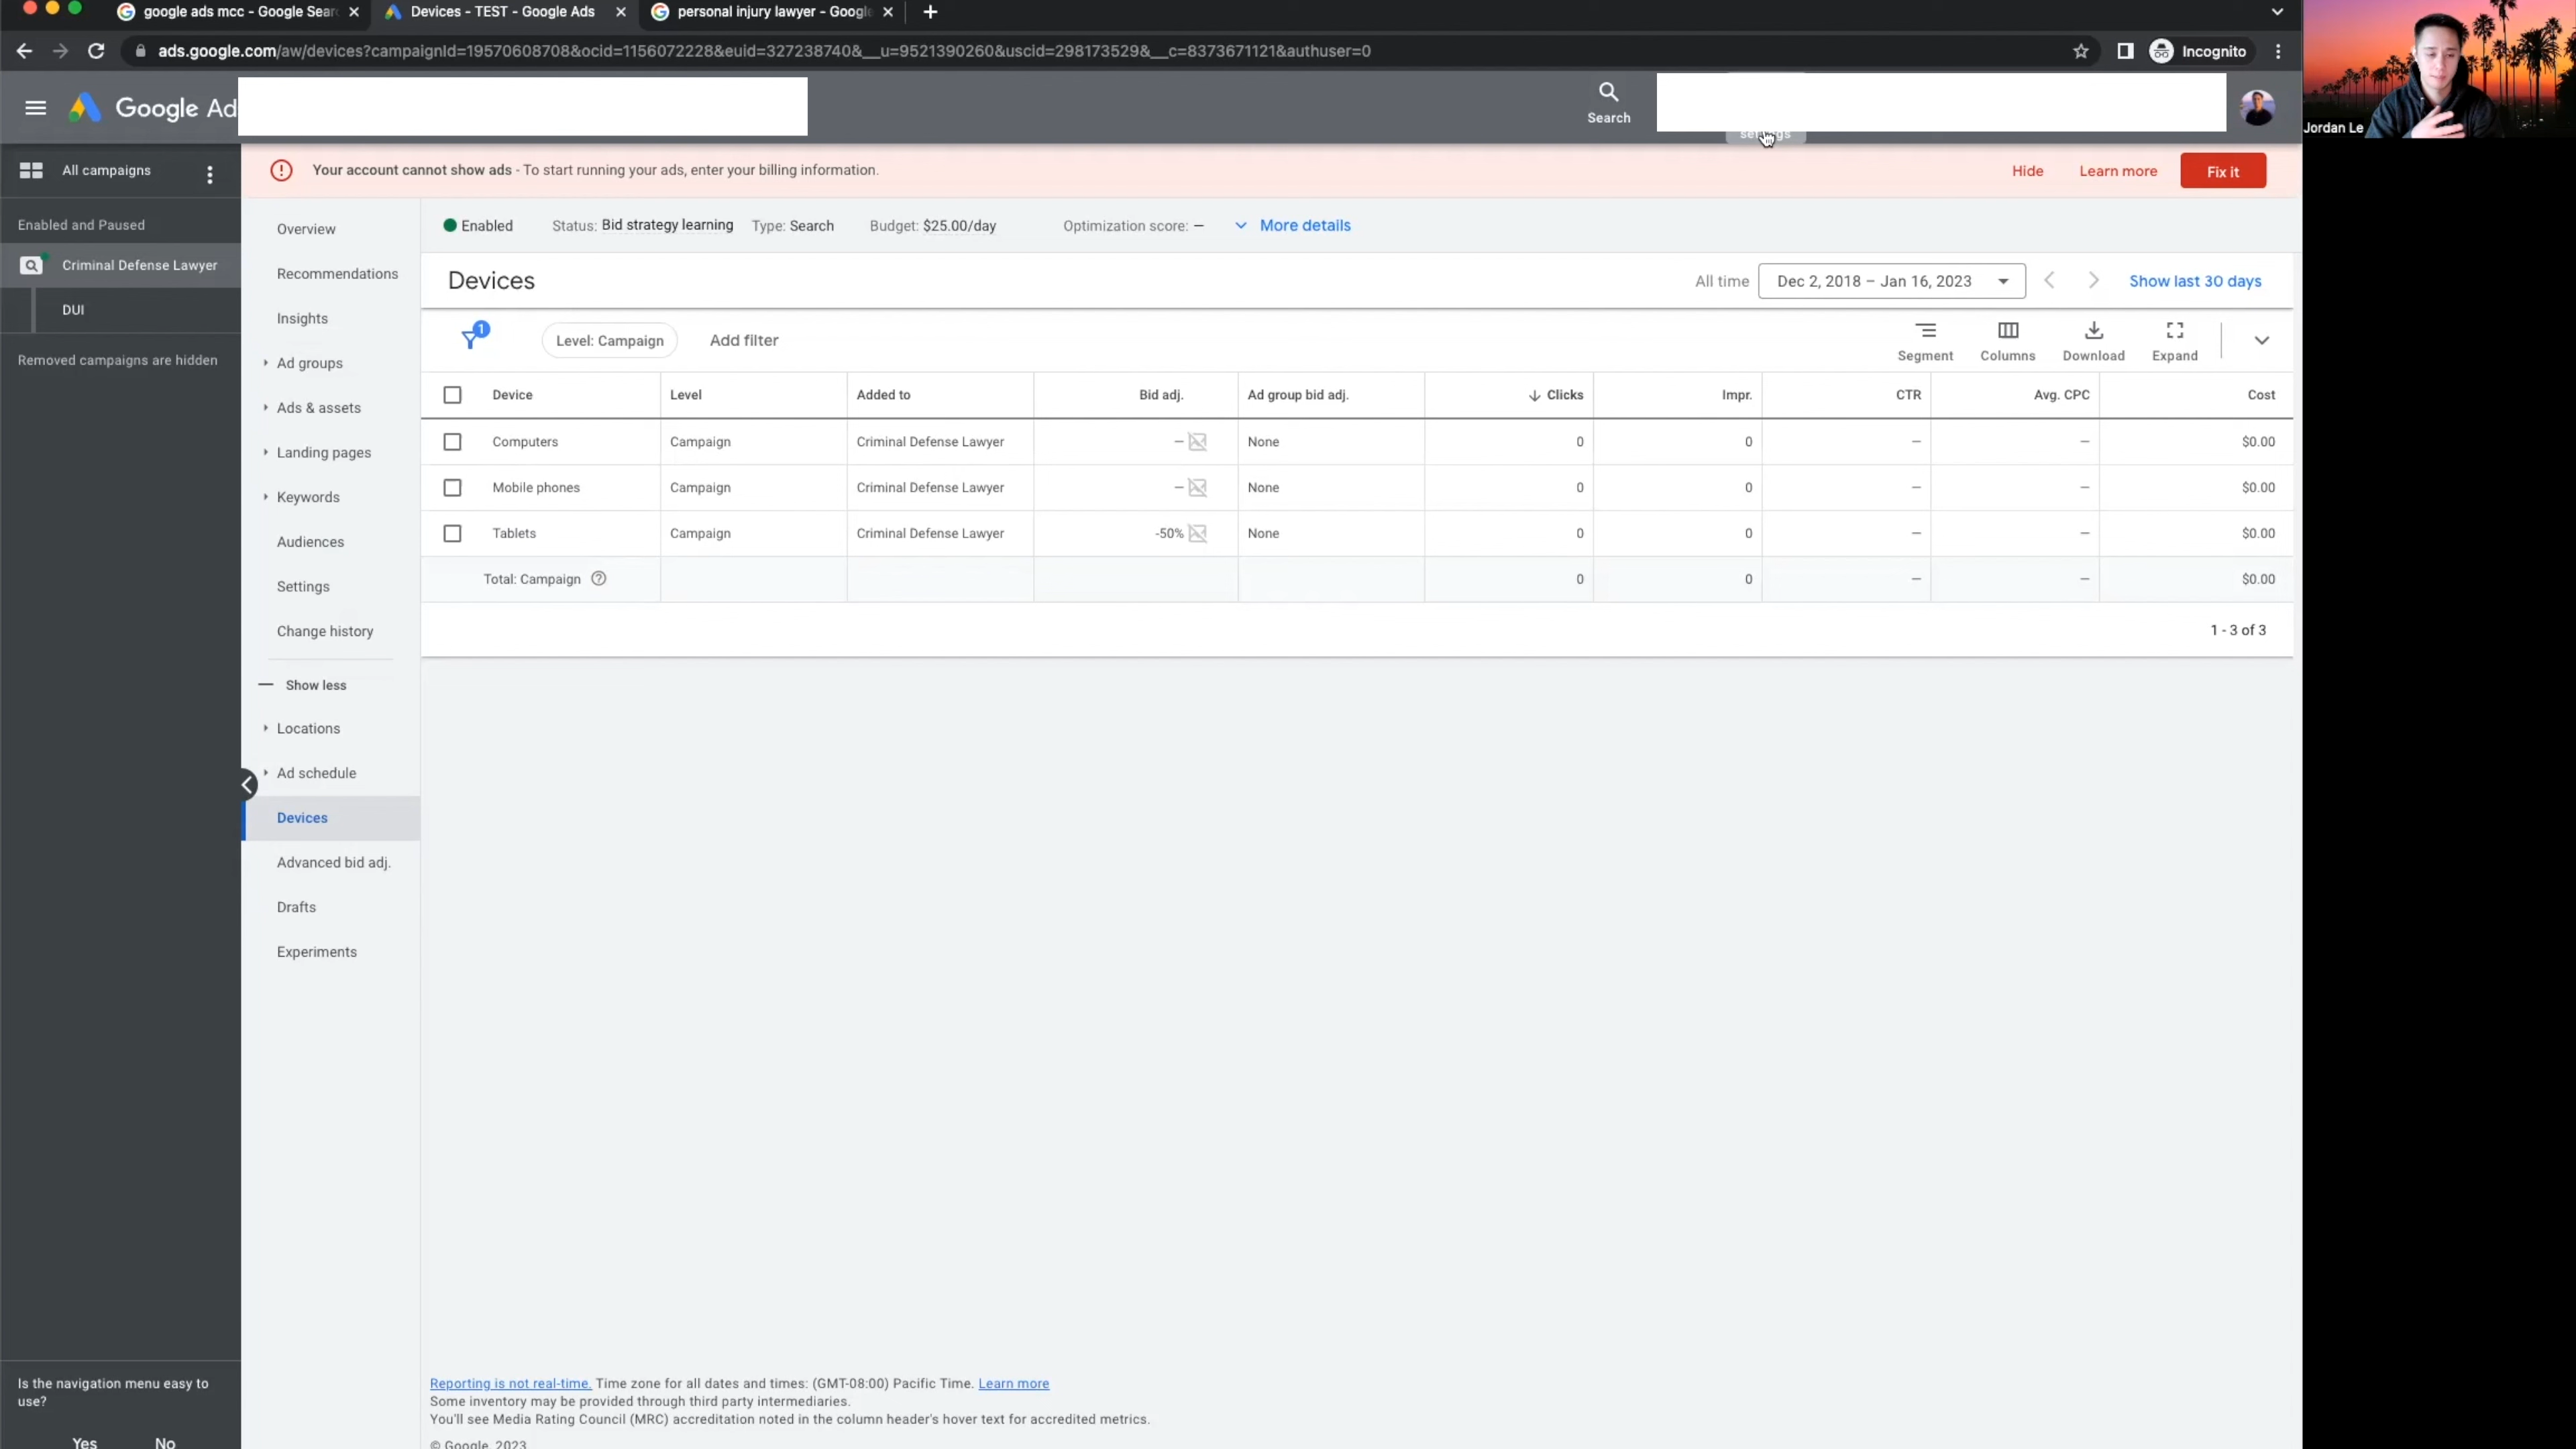 google ads mcc - Google Sear
Devices - TEST - Google Ads
personal injury lawyer - Google
ads.google.com/aw/devices?campaignId=19570608708&ocid=1156072228&euid=327238740&__u=9521390260&uscid=298173529&__c=8373671121&authuser=0
Incognito
Google Ad
Search
Jordan Le
All campaigns
Your account cannot show ads - To start running your ads, enter your billing information.
Hide
Learn more
Fix it
Enabled and Paused
Criminal Defense Lawyer
DUI
Removed campaigns are hidden
Overview
Recommendations
Insights
Ad groups
Ads & assets
Landing pages
Keywords
Audiences
Settings
Change history
Show less
Locations
Ad schedule
Devices
Advanced bid adj.
Drafts
Experiments
Enabled Status: Bid strategy learning Type: Search Budget: $25.00/day Optimization score: – More details
Devices
All time Dec 2, 2018 – Jan 16, 2023 Show last 30 days
1 Level: Campaign Add filter
Segment Columns Download Expand
Device Level Added to Bid adj. Ad group bid adj. Clicks Impr. CTR Avg. CPC Cost
Computers Campaign Criminal Defense Lawyer – None 0 0 – – $0.00
Mobile phones Campaign Criminal Defense Lawyer – None 0 0 – – $0.00
Tablets Campaign Criminal Defense Lawyer -50% None 0 0 – – $0.00
Total: Campaign 0 0 – – $0.00
1 - 3 of 3
Is the navigation menu easy to
use?
Yes No
Reporting is not real-time. Time zone for all dates and times: (GMT-08:00) Pacific Time. Learn more
Some inventory may be provided through third party intermediaries.
You'll see Media Rating Council (MRC) accreditation noted in the column header's hover text for accredited metrics.
© Google, 2023